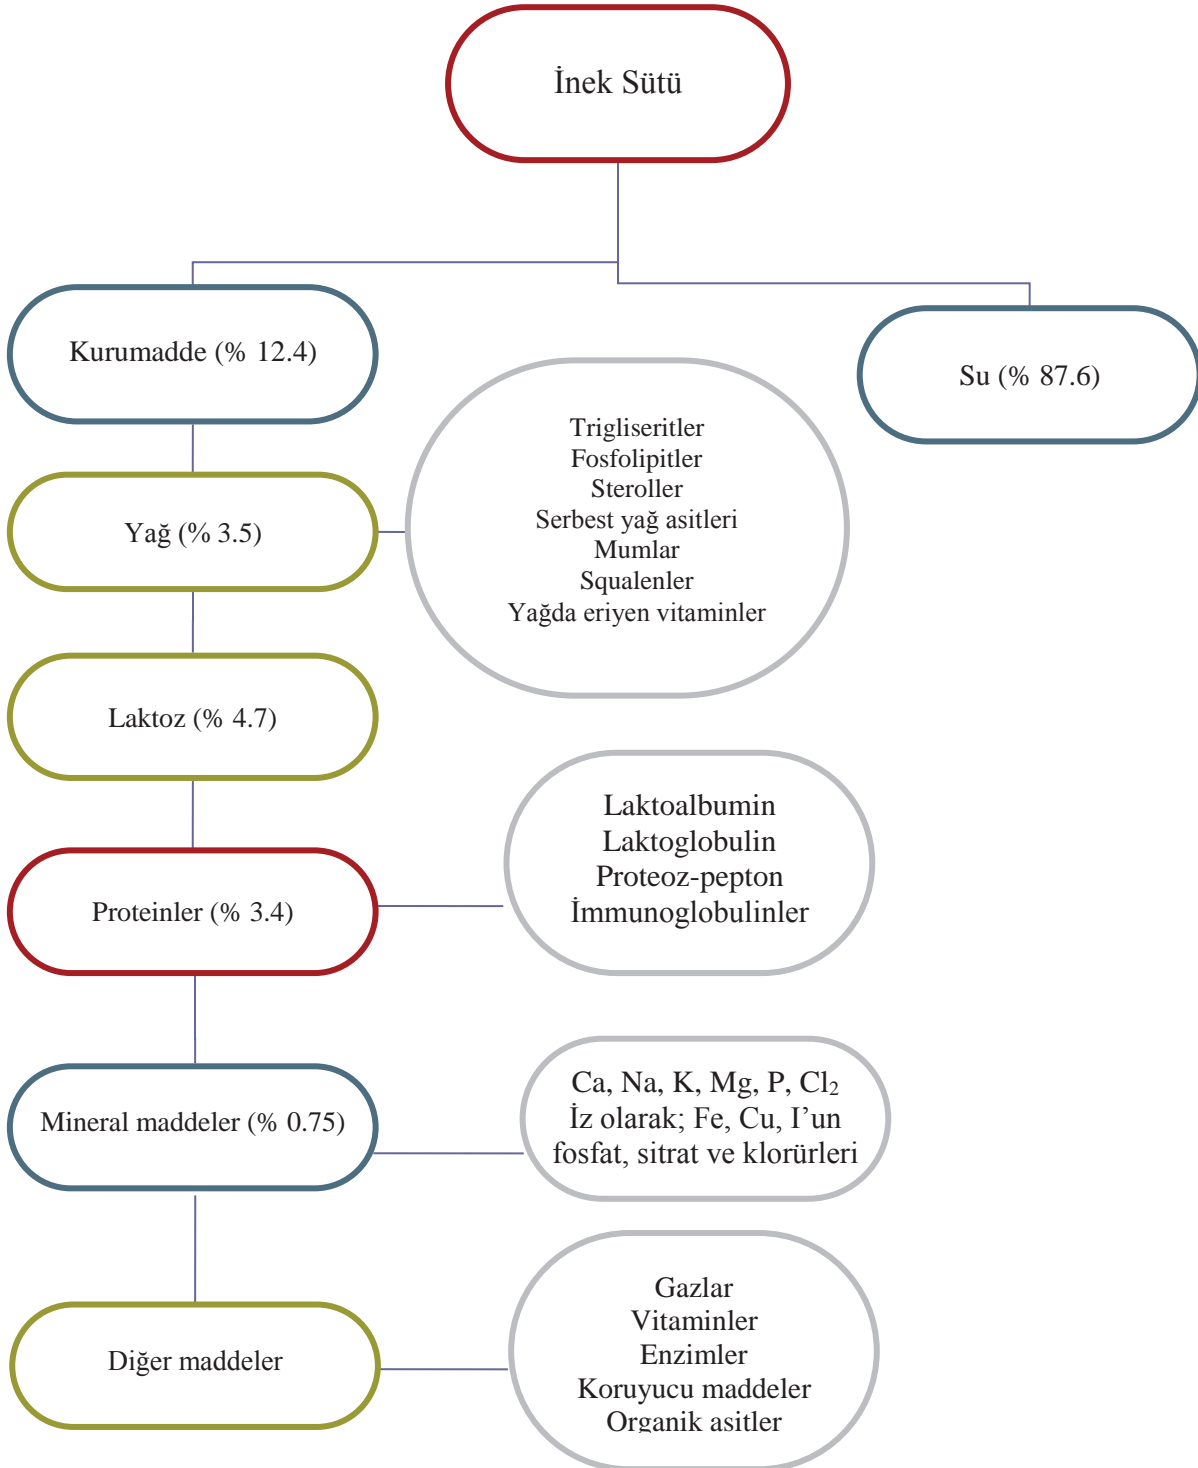 İnek Sütü
Kurumadde (% 12.4)
Su (% 87.6)
Yağ (% 3.5)
Trigliseritler
Fosfolipitler
Steroller
Serbest yağ asitleri
Mumlar
Squalenler
Yağda eriyen vitaminler
Laktoz (% 4.7)
Proteinler (% 3.4)
Laktoalbumin
Laktoglobulin
Proteoz-pepton
İmmunoglobulinler
Mineral maddeler (% 0.75)
Ca, Na, K, Mg, P, Cl₂
İz olarak; Fe, Cu, I’un
fosfat, sitrat ve klorürleri
Diğer maddeler
Gazlar
Vitaminler
Enzimler
Koruyucu maddeler
Organik asitler